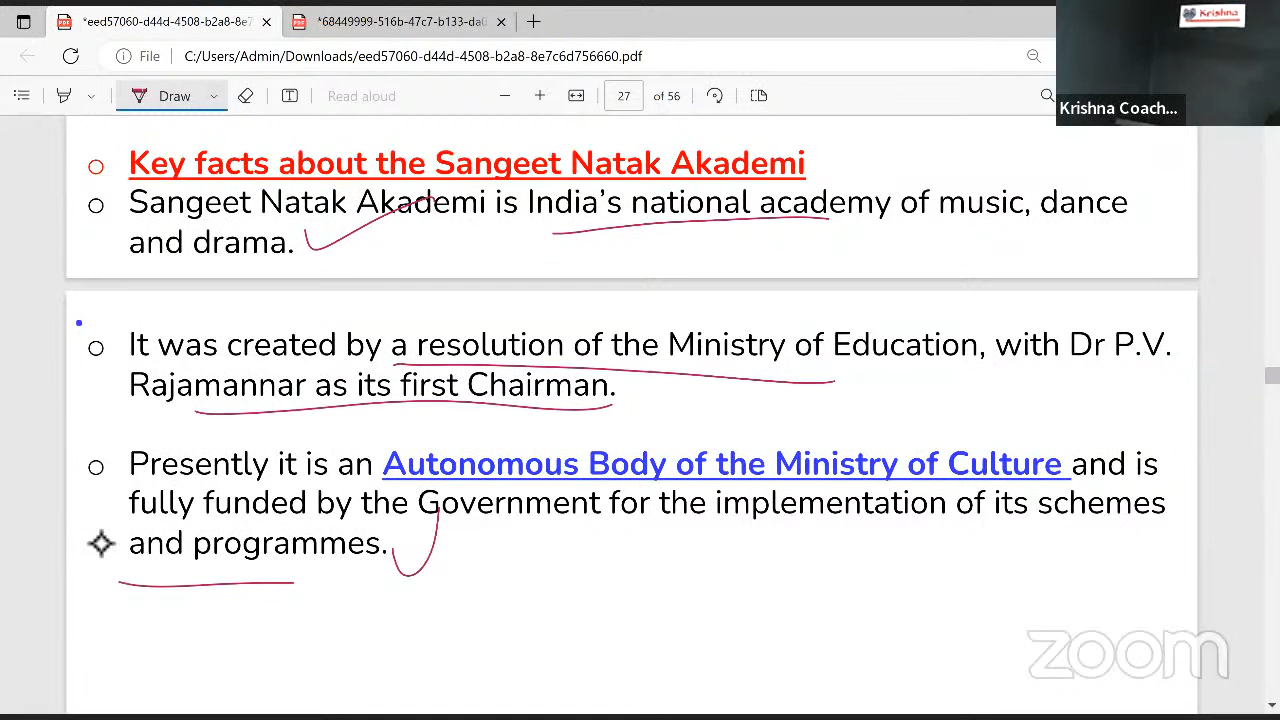 *eed57060-d44d-4508-b2a8-8e7
*68449999-516b-47c7-b133-dc
File
C:/Users/Admin/Downloads/eed57060-d44d-4508-b2a8-8e7c6d756660.pdf
Krishna
Krishna Coach...
Draw
Read aloud
27 of 56
Key facts about the Sangeet Natak Akademi
Sangeet Natak Akademi is India’s national academy of music, dance
and drama.
It was created by a resolution of the Ministry of Education, with Dr P.V.
Rajamannar as its first Chairman.
Presently it is an Autonomous Body of the Ministry of Culture and is
fully funded by the Government for the implementation of its schemes
and programmes.
zoom